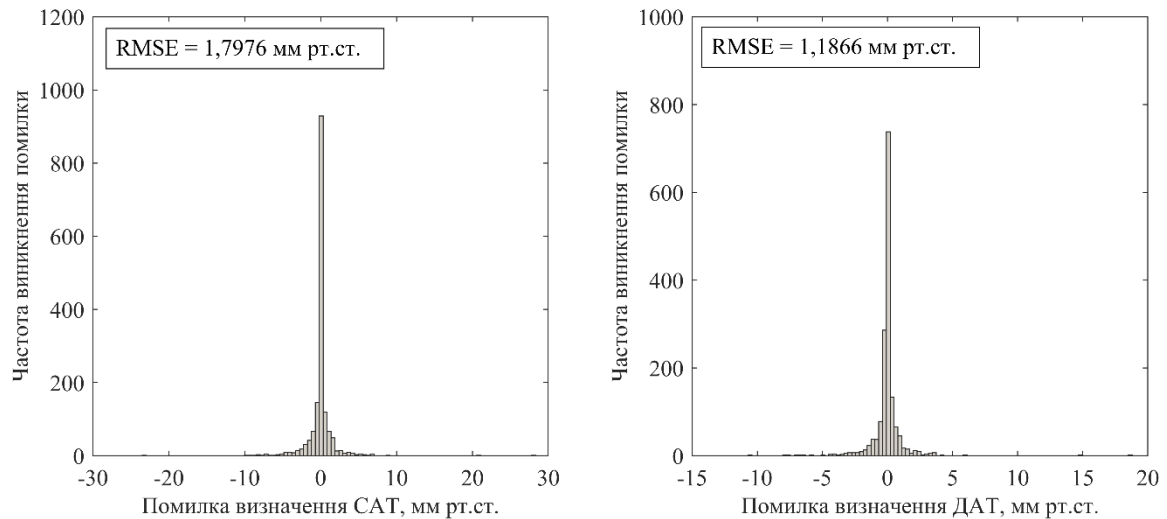 1200
1000
800
600
400
200
0
RMSE = 1,7976 мм рт.ст.
Частота виникнення помилки
-30 -20 -10 0 10 20 30
Помилка визначення САТ, мм рт.ст.
1000
800
600
400
200
0
RMSE = 1,1866 мм рт.ст.
Частота виникнення помилки
-15 -10 -5 0 5 10 15 20
Помилка визначення ДАТ, мм рт.ст.